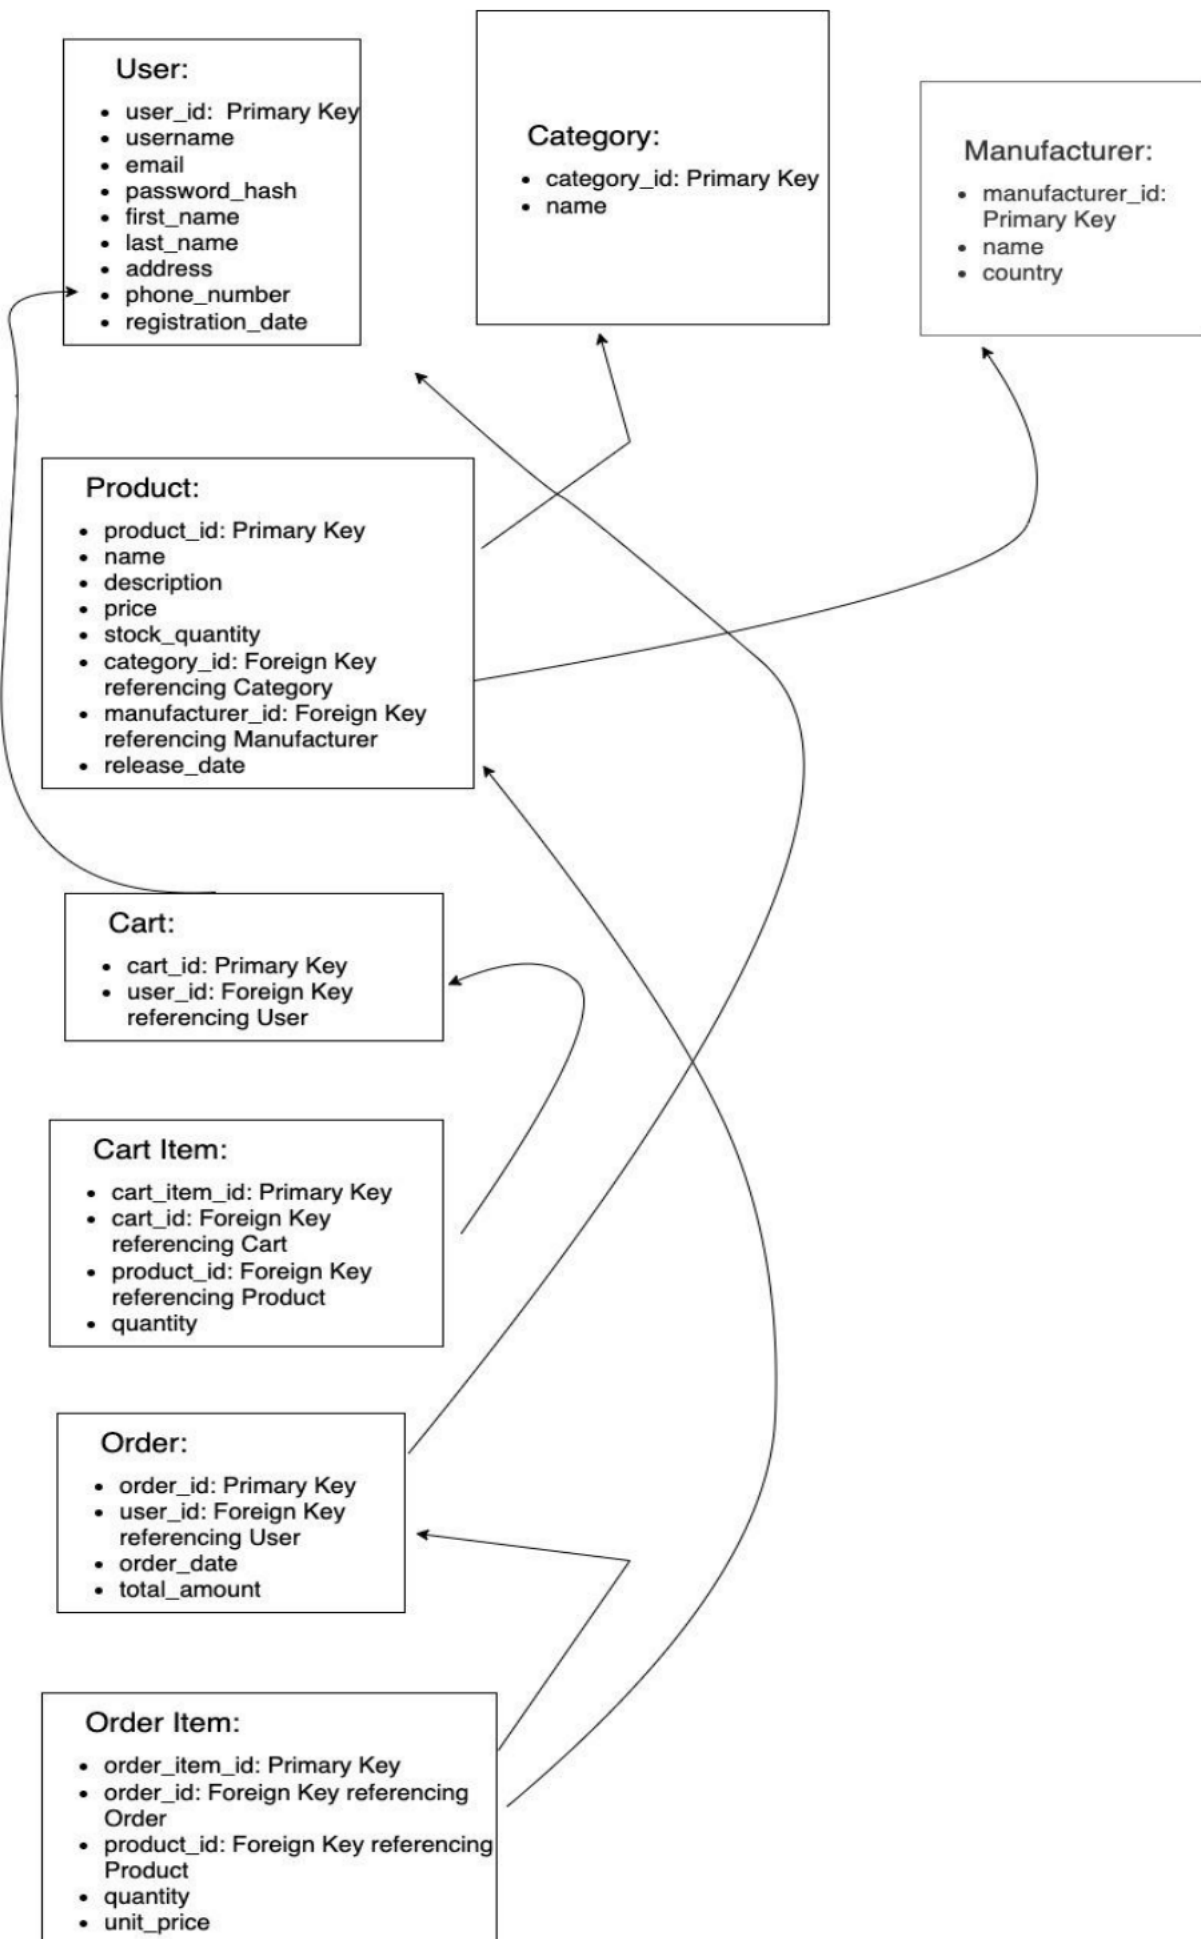 User:
• user_id: Primary Key
• username
• email
• password_hash
• first_name
• last_name
• address
• phone_number
• registration_date
Category:
• category_id: Primary Key
• name
Manufacturer:
• manufacturer_id:
Primary Key
• name
• country
Product:
• product_id: Primary Key
• name
• description
• price
• stock_quantity
• category_id: Foreign Key
referencing Category
• manufacturer_id: Foreign Key
referencing Manufacturer
• release_date
Cart:
• cart_id: Primary Key
• user_id: Foreign Key
referencing User
Cart Item:
• cart_item_id: Primary Key
• cart_id: Foreign Key
referencing Cart
• product_id: Foreign Key
referencing Product
• quantity
Order:
• order_id: Primary Key
• user_id: Foreign Key
referencing User
• order_date
• total_amount
Order Item:
• order_item_id: Primary Key
• order_id: Foreign Key referencing
Order
• product_id: Foreign Key referencing
Product
• quantity
• unit_price